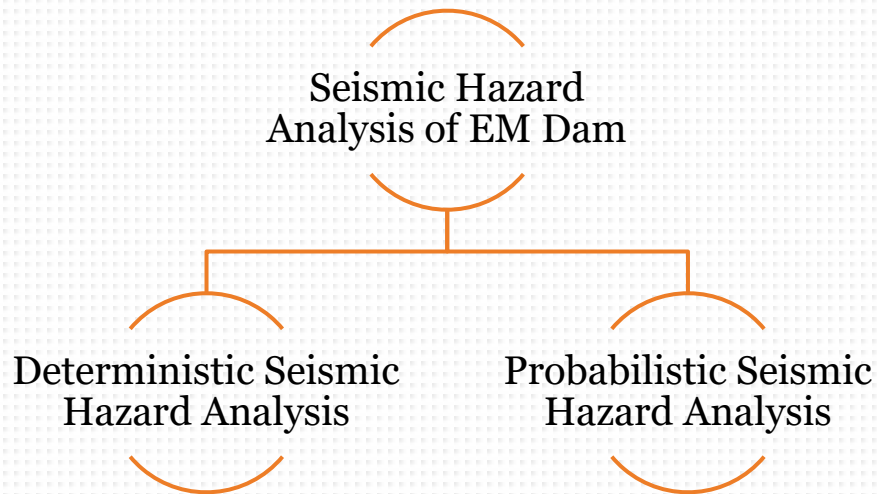 Seismic Hazard
Analysis of EM Dam
Deterministic Seismic
Hazard Analysis
Probabilistic Seismic
Hazard Analysis